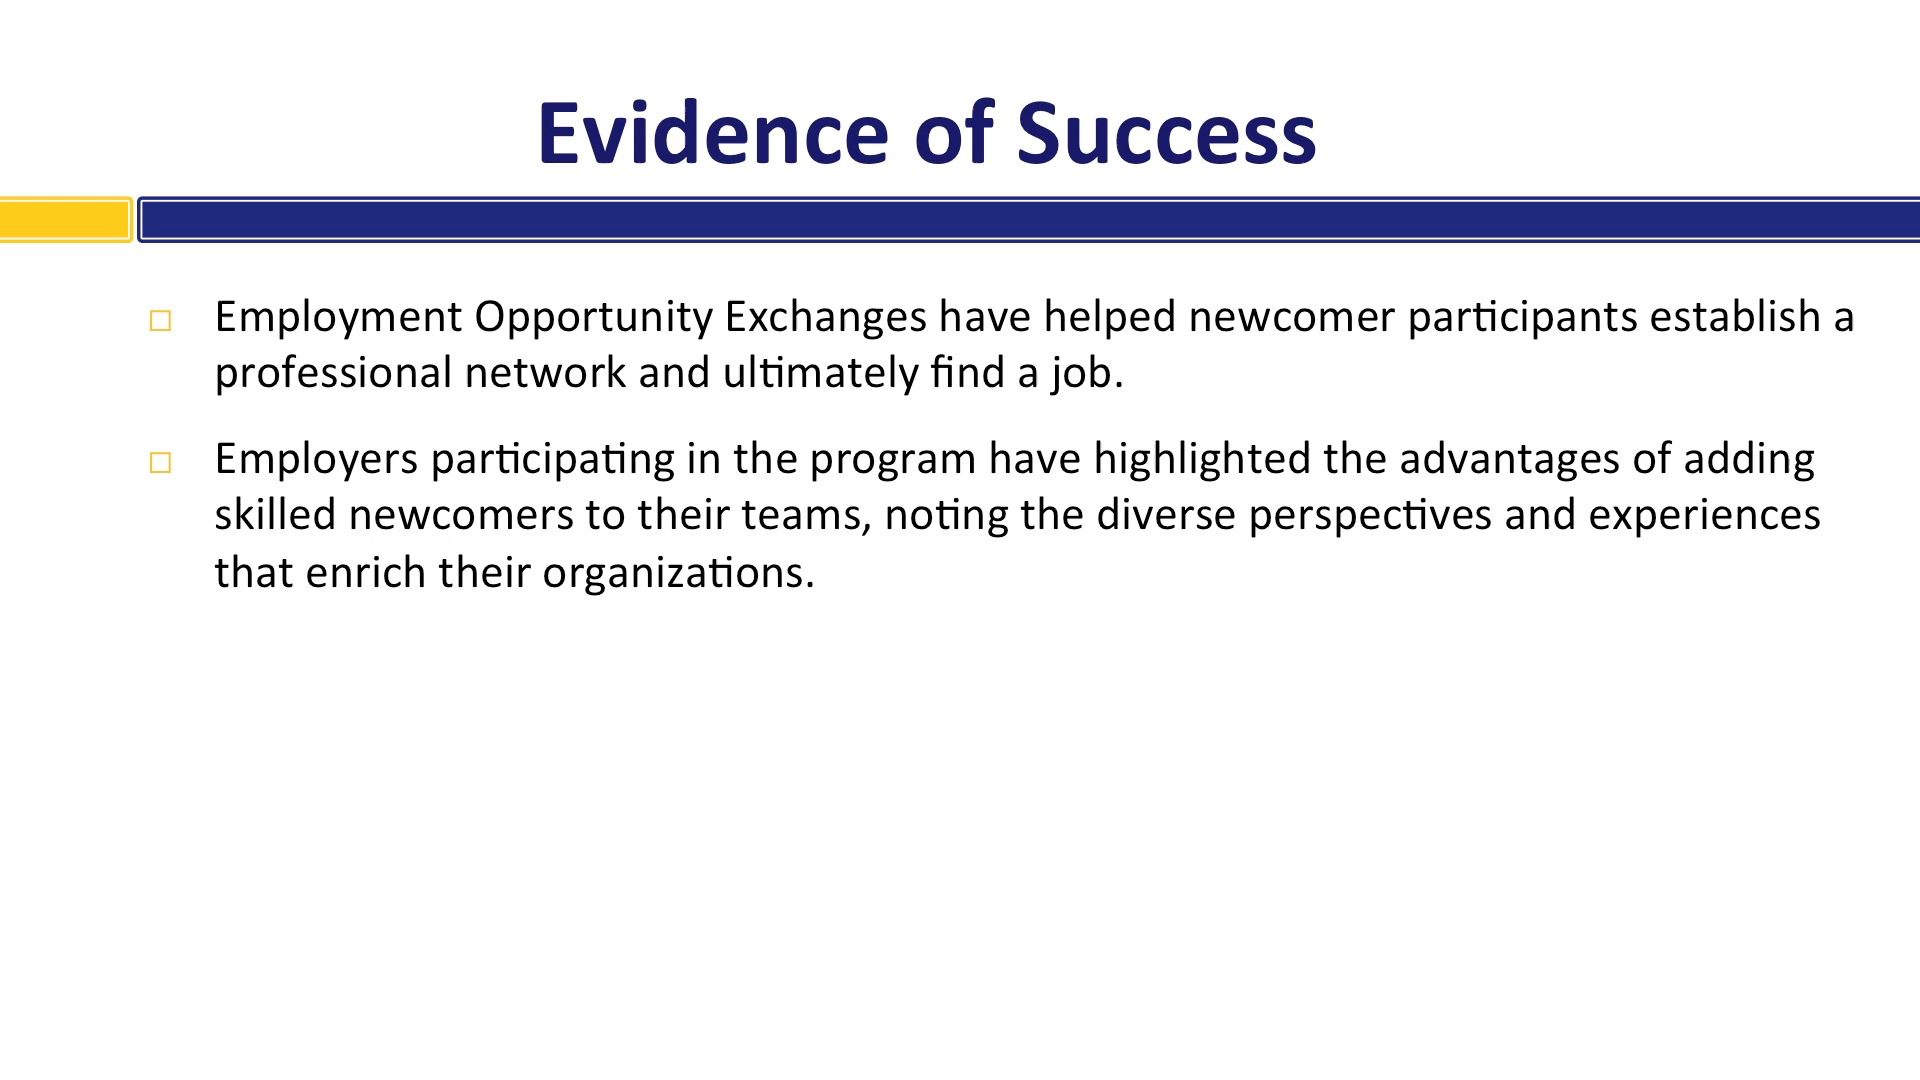 Evidence of Success
Employment Opportunity Exchanges have helped newcomer participants establish a
professional network and ultimately find a job.
Employers participating in the program have highlighted the advantages of adding
skilled newcomers to their teams, noting the diverse perspectives and experiences
that enrich their organizations.